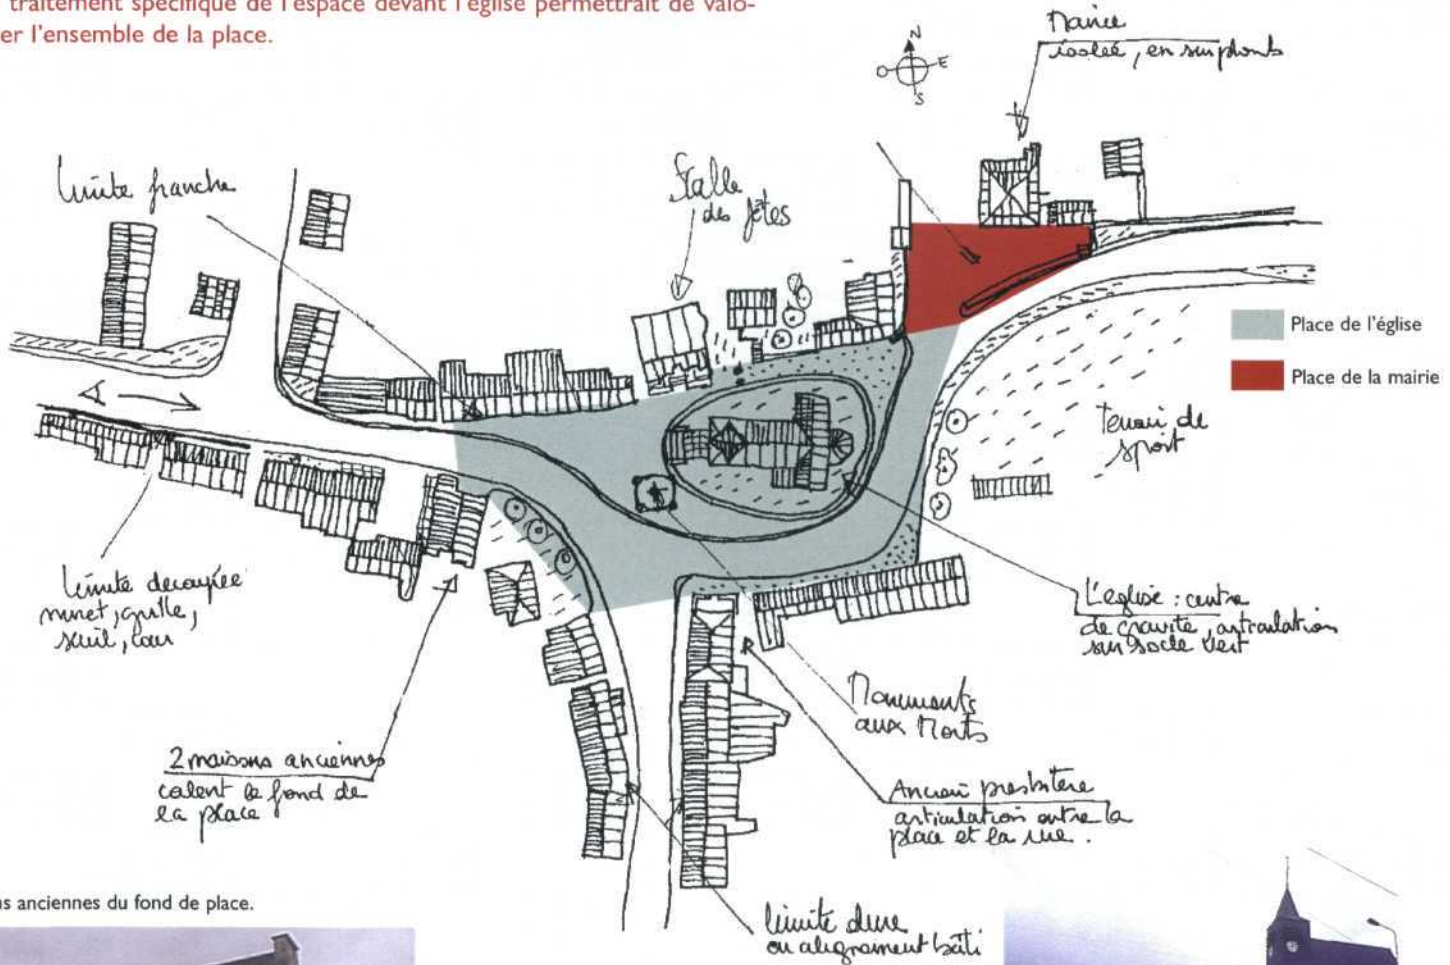 traitement spécifique de l'espace devant l'église permettrait de valo-
er l'ensemble de la place.
Mairie
isolée, en surplomb
N
O
E
S
limite franche
Salle
des fêtes
Place de l'église
Place de la mairie
terrain de
sport
limite découpée
muret, grille,
seuil, cour
L'église : centre
de gravité, articulation
sur socle vert
Monuments
aux Morts
2 maisons anciennes
calent le fond de
la place
Ancien presbitère
articulation entre la
place et la rue.
ns anciennes du fond de place.
limite dure
ou alignement bâti